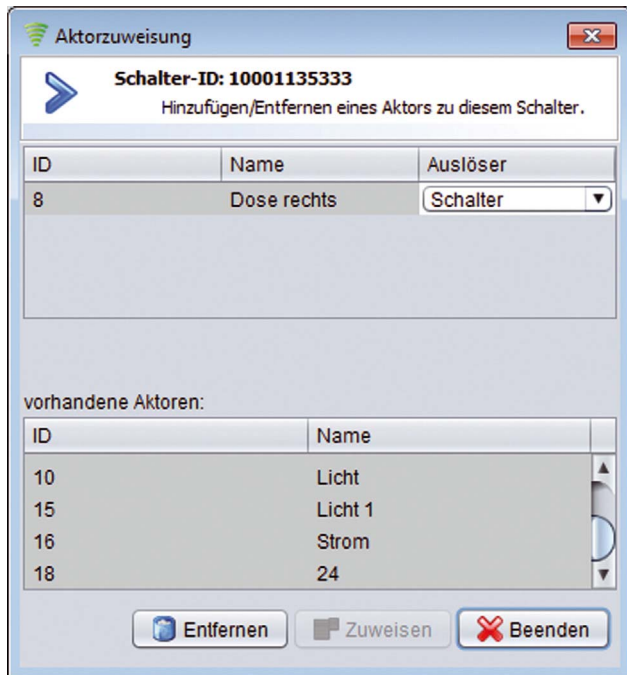 Aktorzuweisung
Schalter-ID: 10001135333
Hinzufügen/Entfernen eines Aktors zu diesem Schalter.
ID Name Auslöser
8 Dose rechts Schalter
vorhandene Aktoren:
ID Name
10 Licht
15 Licht 1
16 Strom
18 24
Entfernen Zuweisen Beenden